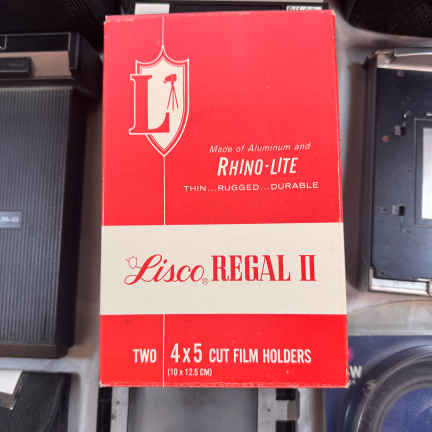 L
Made of Aluminum and
RHINO-LITE
THIN...RUGGED...DURABLE
Lisco® REGAL II
TWO 4x5 CUT FILM HOLDERS
(10 x 12.5 CM)